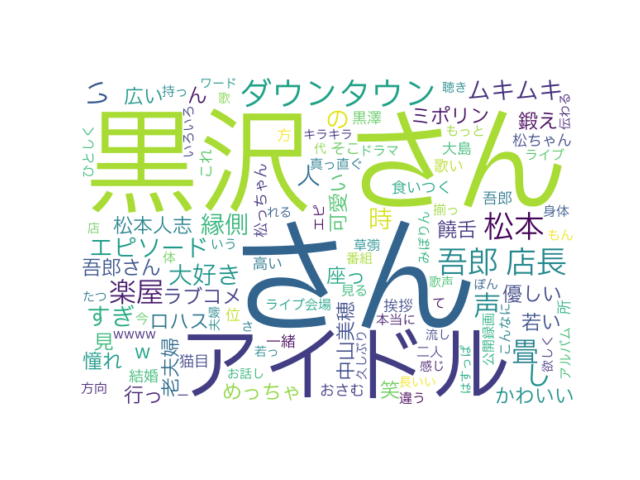 黒沢 さん
さん
アイドル
ダウンタウン
ムキムキ
広い
持っ
ん
ワード
歌
の
黒澤
ミポリン
鍛え
聴き
伝わる
いろいろ
ひとしく
これ
キラキラ
方
代
そこ
ドラマ
もっと
大島
松ちゃん
歌い
ライブ
真っ直ぐ
人
可愛い
食いつく
吾郎
松本人志
縁側
松っちゃん
れる
エピ
時
みぽりん
揃っ
饒舌
松本
身体
もん
店
エピソード
いう
草彅
番組
吾郎 店長
吾郎さん
体
大好き
高い
座っ
見る
歌声
ぽん
声
優しい
所
たつ
楽屋
ラブコメ
夫婦
さ
ライブ会場
中山美穂
挨拶
て
すぎ
今
ロハス
位
本当に
こんなに
若い
アルバム
wwww
見
w
憧れ
老夫婦
猫目
若っ
一緒
久しぶり
流し
二人
公開録画
畳
欲しく
し
結婚
お話し
おさむ
長いい
感じ
はすっぱ
かわいい
方向
行っ
ー
めっちゃ
笑
違う